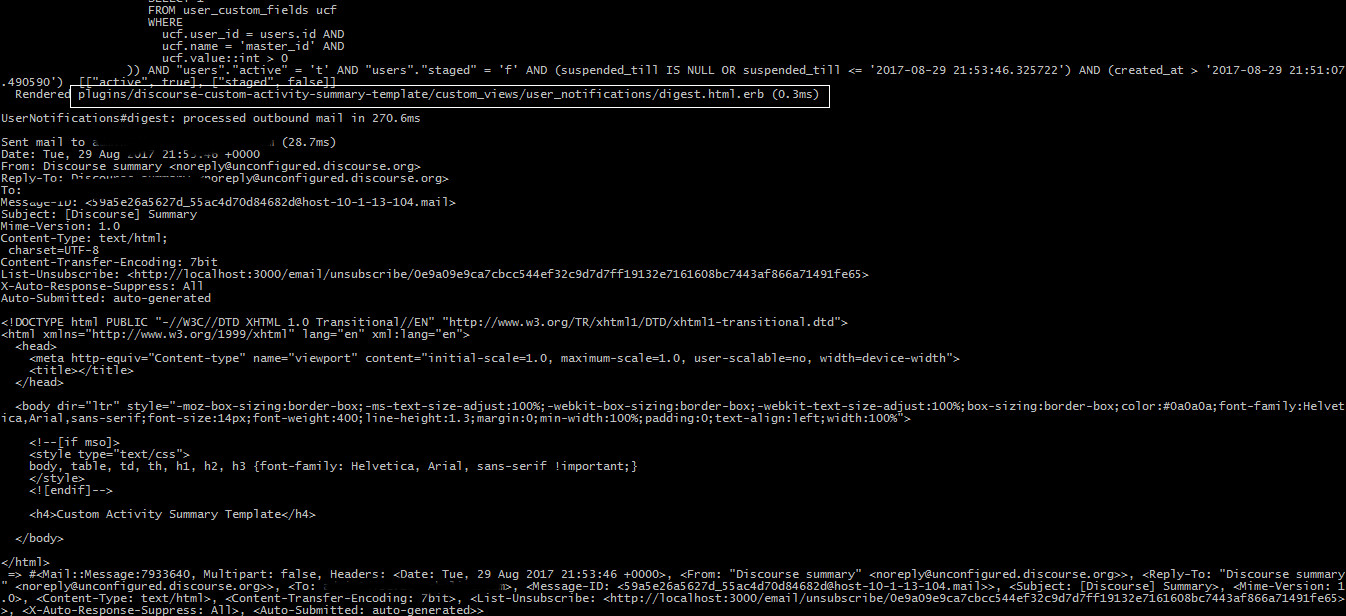 SELECT 1
FROM user_custom_fields ucf
WHERE
ucf.user_id = users.id AND
ucf.name = 'master_id' AND
ucf.value::int > 0
)) AND "users"."active" = 't' AND "users"."staged" = 'f' AND (suspended_till IS NULL OR suspended_till <= '2017-08-29 21:53:46.325722') AND (created_at > '2017-08-29 21:51:07
.490590') [["active", true], ["staged", false]]
Rendered plugins/discourse-custom-activity-summary-template/custom_views/user_notifications/digest.html.erb (0.3ms)
UserNotifications#digest: processed outbound mail in 270.6ms
Sent mail to (28.7ms)
Date: Tue, 29 Aug 2017 21:53:46 +0000
From: Discourse summary <noreply@unconfigured.discourse.org>
Reply-To: noreply@unconfigured.discourse.org>
To:
Message-ID: <59a5e26a5627d_55ac4d70d84682d@host-10-1-13-104.mail>
Subject: [Discourse] Summary
Mime-Version: 1.0
Content-Type: text/html;
charset=UTF-8
Content-Transfer-Encoding: 7bit
List-Unsubscribe: <http://localhost:3000/email/unsubscribe/0e9a09e9ca7cbcc544ef32c9d7d7ff19132e7161608bc7443af866a71491fe65>
X-Auto-Response-Suppress: All
Auto-Submitted: auto-generated
<!DOCTYPE html PUBLIC "-//W3C//DTD XHTML 1.0 Transitional//EN" "http://www.w3.org/TR/xhtml1/DTD/xhtml1-transitional.dtd">
<html xmlns="http://www.w3.org/1999/xhtml" lang="en" xml:lang="en">
<head>
<meta http-equiv="Content-type" name="viewport" content="initial-scale=1.0, maximum-scale=1.0, user-scalable=no, width=device-width">
<title></title>
</head>
<body dir="ltr" style="-moz-box-sizing:border-box;-ms-text-size-adjust:100%;-webkit-box-sizing:border-box;-webkit-text-size-adjust:100%;box-sizing:border-box;color:#0a0a0a;font-family:Helvet
ica,Arial,sans-serif;font-size:14px;font-weight:400;line-height:1.3;margin:0;min-width:100%;padding:0;text-align:left;width:100%">
<!--[if mso]>
<style type="text/css">
body, table, td, th, h1, h2, h3 {font-family: Helvetica, Arial, sans-serif !important;}
</style>
<![endif]-->
<h4>Custom Activity Summary Template</h4>
</body>
</html>
=> #<Mail::Message:7933640, Multipart: false, Headers: <Date: Tue, 29 Aug 2017 21:53:46 +0000>, <From: "Discourse summary" <noreply@unconfigured.discourse.org>>, <Reply-To: "Discourse summary
" <noreply@unconfigured.discourse.org>>, <To: >, <Message-ID: <59a5e26a5627d_55ac4d70d84682d@host-10-1-13-104.mail>>, <Subject: [Discourse] Summary>, <Mime-Version: 1
.0>, <Content-Type: text/html>, <Content-Transfer-Encoding: 7bit>, <List-Unsubscribe: <http://localhost:3000/email/unsubscribe/0e9a09e9ca7cbcc544ef32c9d7d7ff19132e7161608bc7443af866a71491fe65>
>, <X-Auto-Response-Suppress: All>, <Auto-Submitted: auto-generated>>